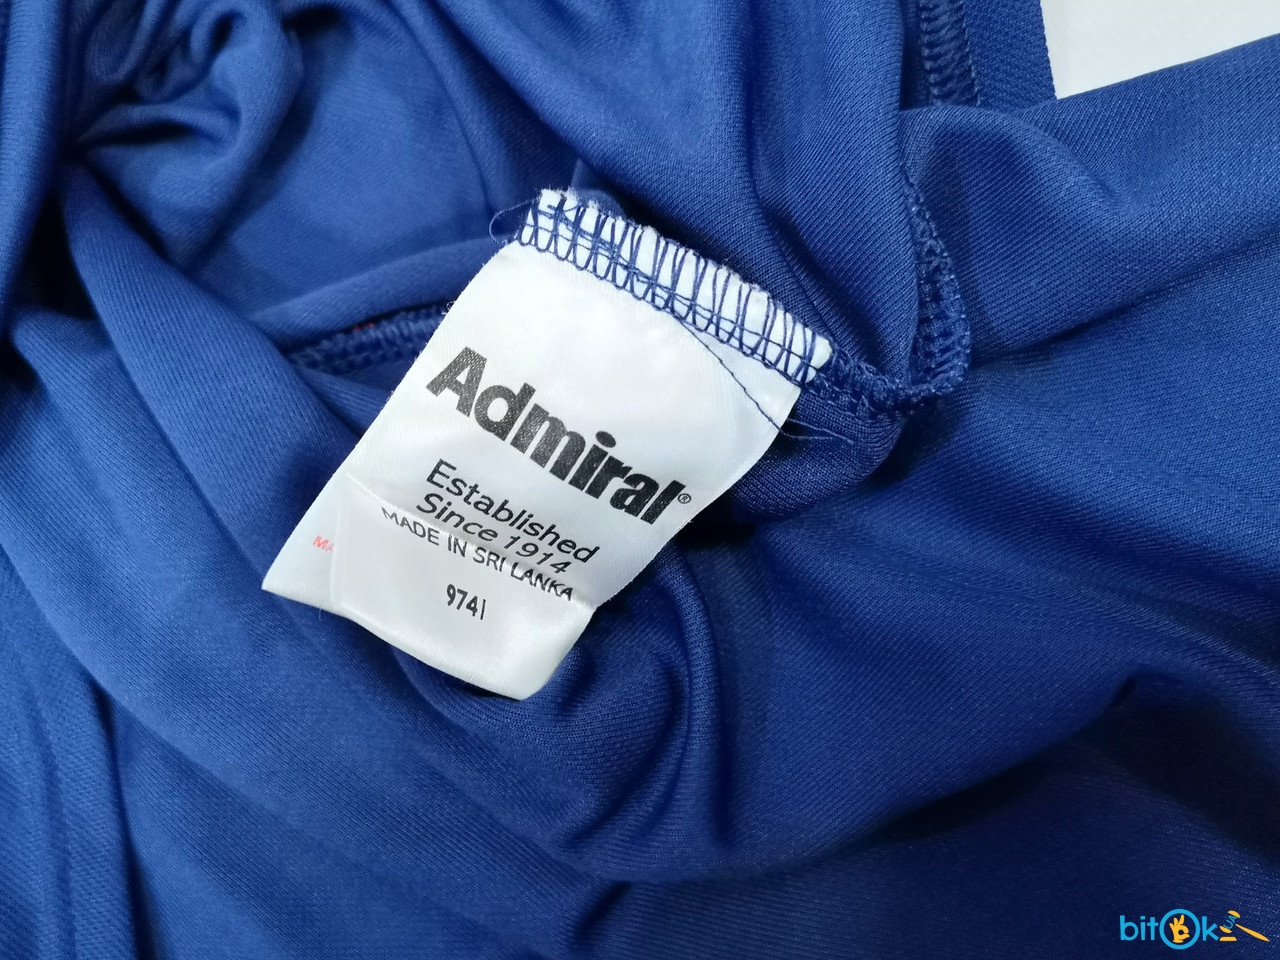 Admiral®
Established
Since 1914
MADE IN SRI LANKA
9741
bitok